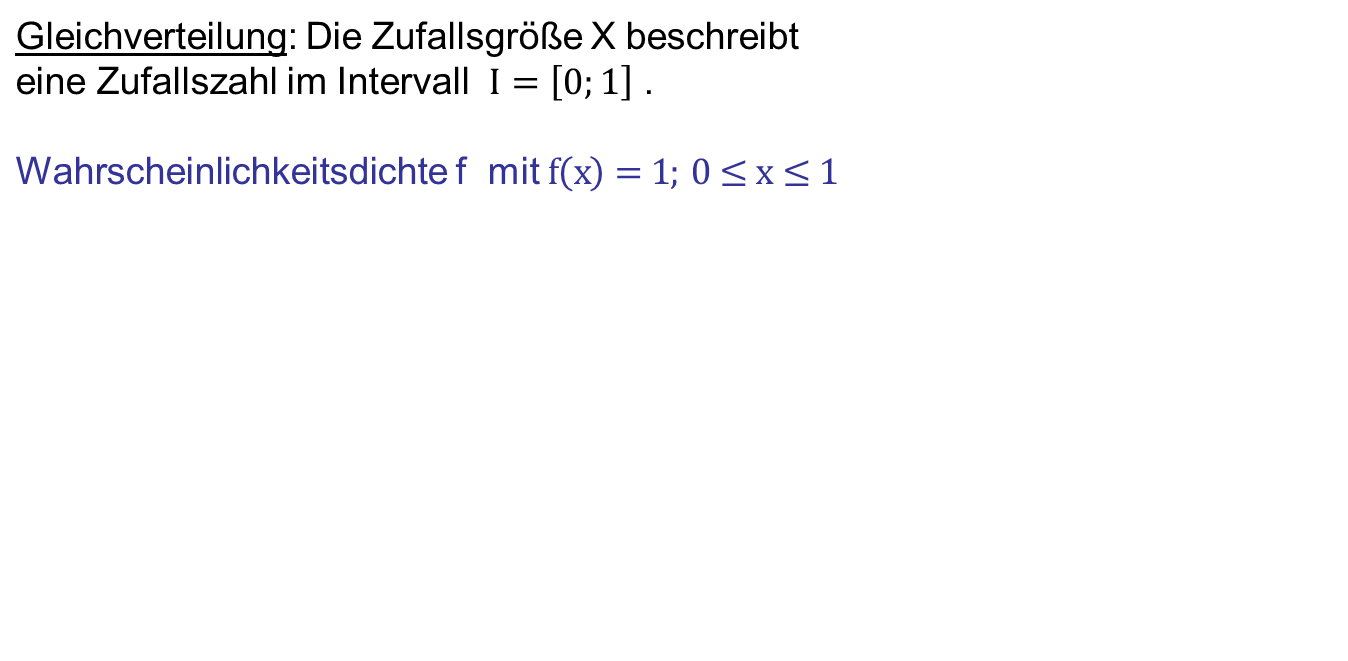 Gleichverteilung: Die Zufallsgröße X beschreibt
eine Zufallszahl im Intervall I = [0; 1] .
Wahrscheinlichkeitsdichte f mit f(x) = 1; 0 ≤ x ≤ 1